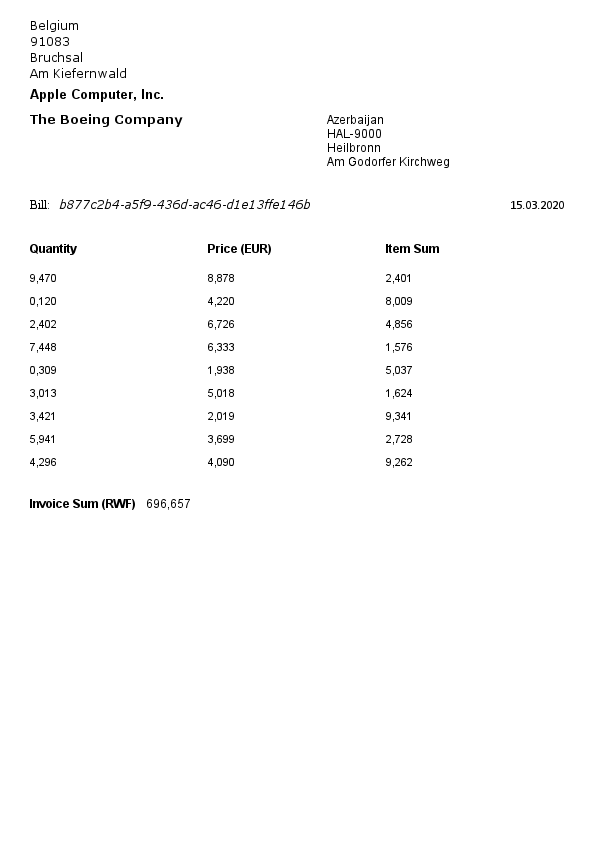 Belgium
91083
Bruchsal
Am Kiefernwald
Apple Computer, Inc.
The Boeing Company
Azerbaijan
HAL-9000
Heilbronn
Am Godorfer Kirchweg
Bill: b877c2b4-a5f9-436d-ac46-d1e13ffe146b 15.03.2020
Quantity Price (EUR) Item Sum
9,470 8,878 2,401
0,120 4,220 8,009
2,402 6,726 4,856
7,448 6,333 1,576
0,309 1,938 5,037
3,013 5,018 1,624
3,421 2,019 9,341
5,941 3,699 2,728
4,296 4,090 9,262
Invoice Sum (RWF) 696,657